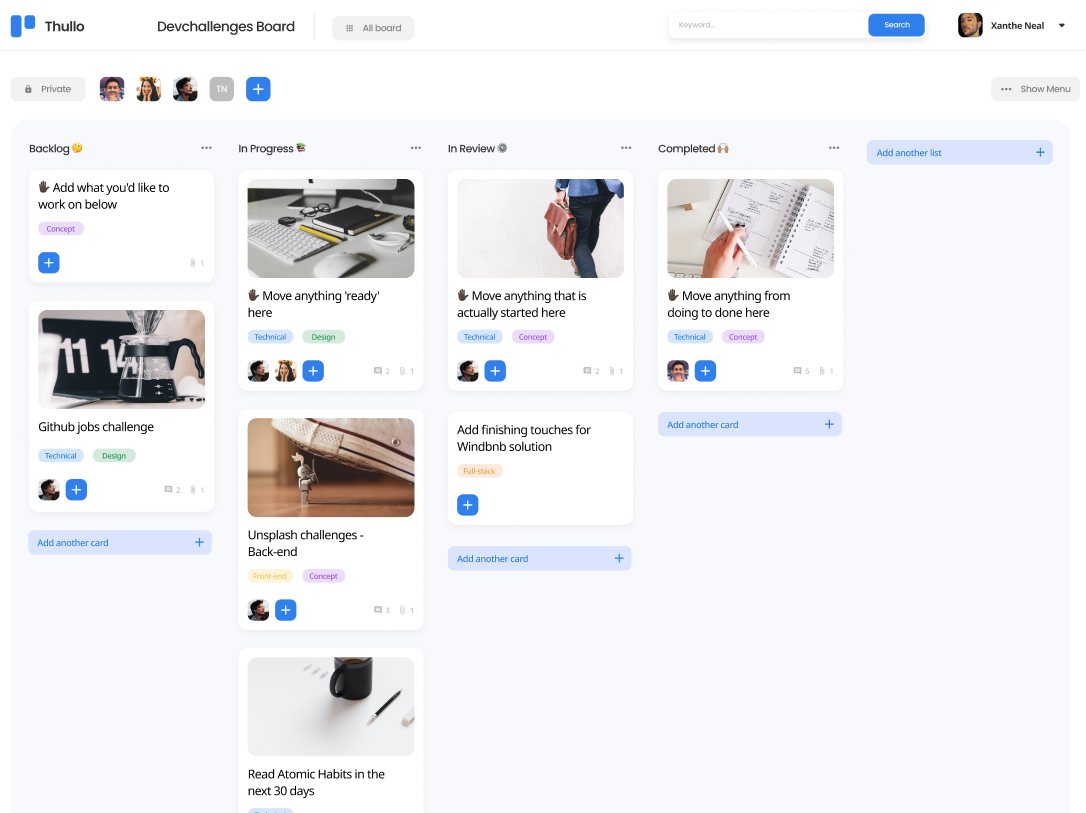 Thullo
Devchallenges Board
All board
Keyword...
Search
Xanthe Neal
Private
TN
Show Menu
Backlog 🤔
🖐🏿 Add what you'd like to
work on below
Concept
1
11 14
Github jobs challenge
Technical
Design
2
1
Add another card
In Progress 📚
🖐🏿 Move anything 'ready'
here
Technical
Design
2
1
Unsplash challenges -
Back-end
Front-end
Concept
3
1
Read Atomic Habits in the
next 30 days
In Review ⚙️
🖐🏿 Move anything that is
actually started here
Technical
Concept
2
1
Add finishing touches for
Windbnb solution
Full-stack
Add another card
Completed 🙌🏽
🖐🏿 Move anything from
doing to done here
Technical
Concept
5
1
Add another card
Add another list